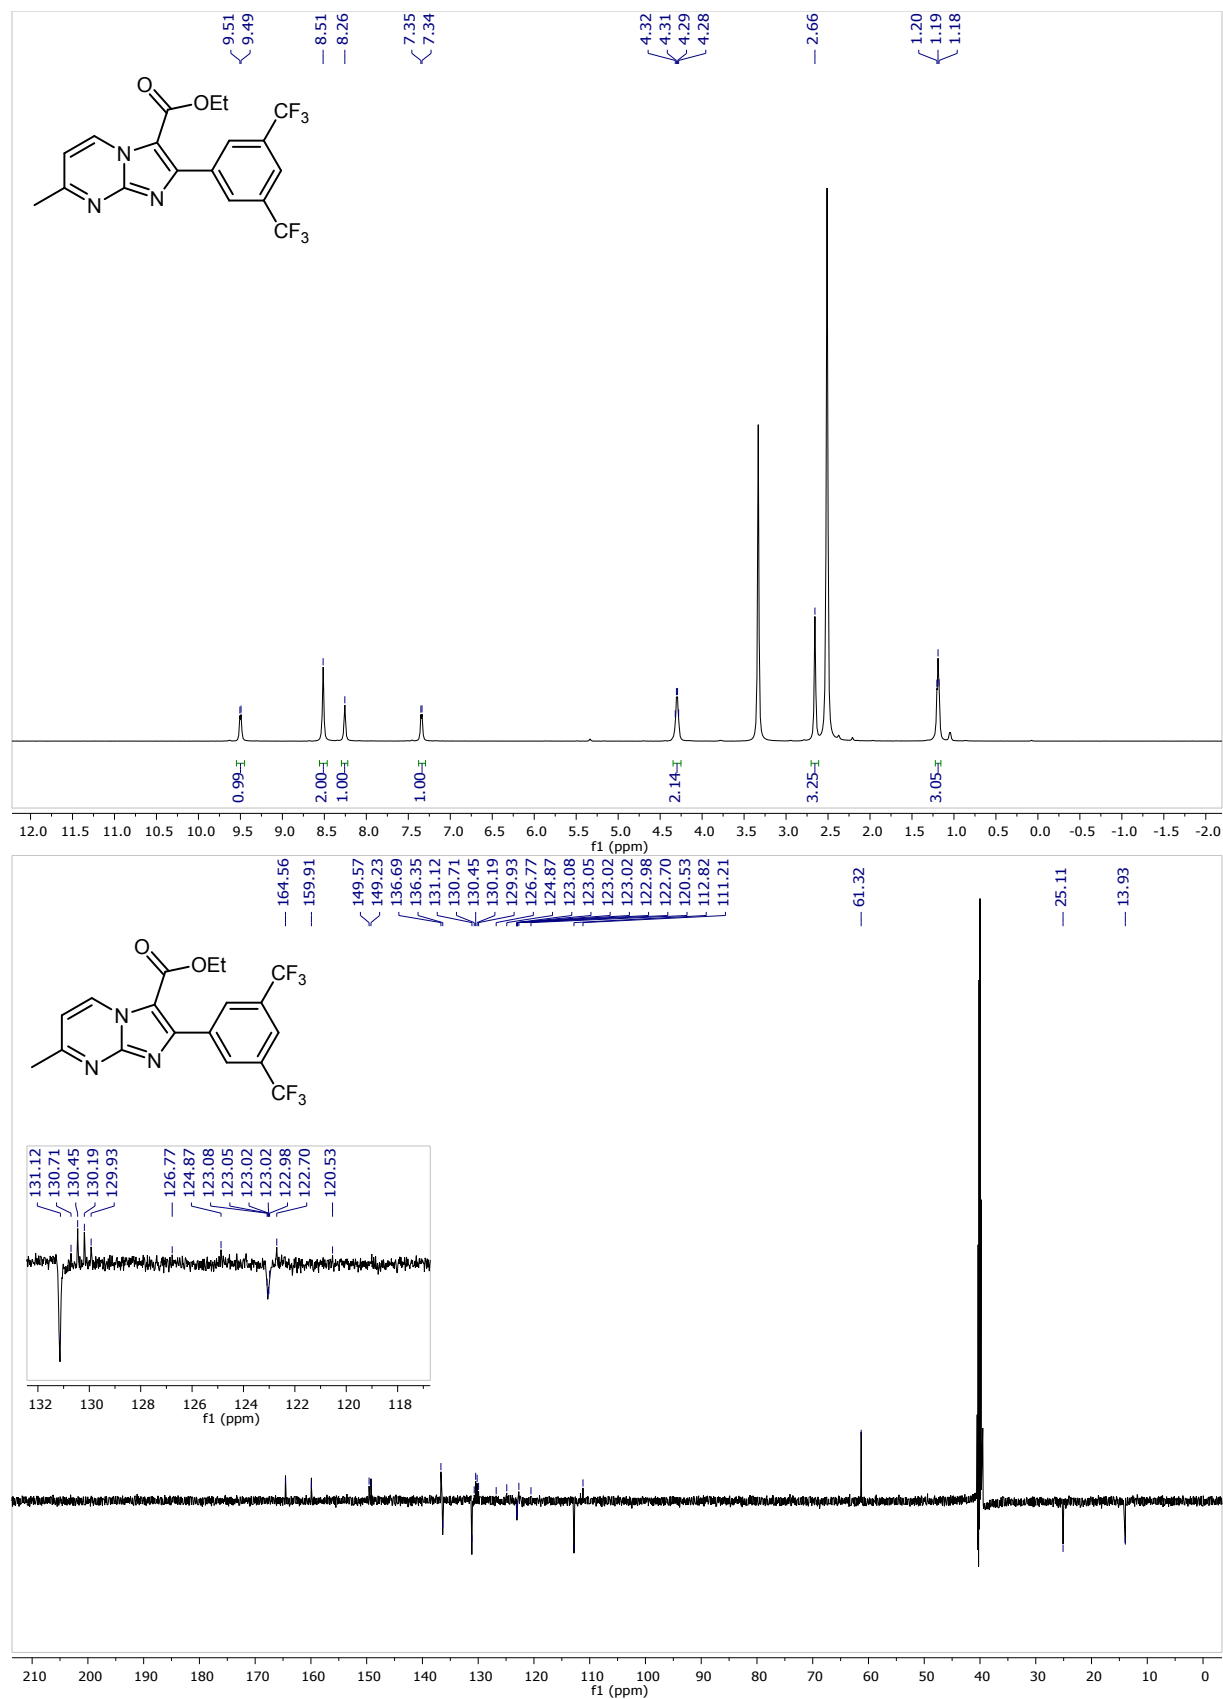 9.51 9.49 8.51 8.26 7.35 7.34 4.32 4.31 4.29 4.28 2.66 1.20 1.19 1.18
O
OEt
CF3
N
N
N
CF3
0.99 2.00 1.00 1.00 2.14 3.25 3.05
12.0 11.5 11.0 10.5 10.0 9.5 9.0 8.5 8.0 7.5 7.0 6.5 6.0 5.5 5.0 4.5 4.0 3.5 3.0 2.5 2.0 1.5 1.0 0.5 0.0 -0.5 -1.0 -1.5 -2.0
f1 (ppm)
164.56 159.91 149.57 149.23 136.69 136.35 131.12 130.71 130.45 130.19 129.93 126.77 124.87 123.08 123.05 123.02 123.02 122.98 122.70 120.53 112.82 111.21 61.32 25.11 13.93
O
OEt
CF3
N
N
N
CF3
131.12 130.71 130.45 130.19 129.93 126.77 124.87 123.08 123.05 123.02 123.02 122.98 122.70 120.53
132 130 128 126 124 122 120 118
f1 (ppm)
210 200 190 180 170 160 150 140 130 120 110 100 90 80 70 60 50 40 30 20 10 0
f1 (ppm)